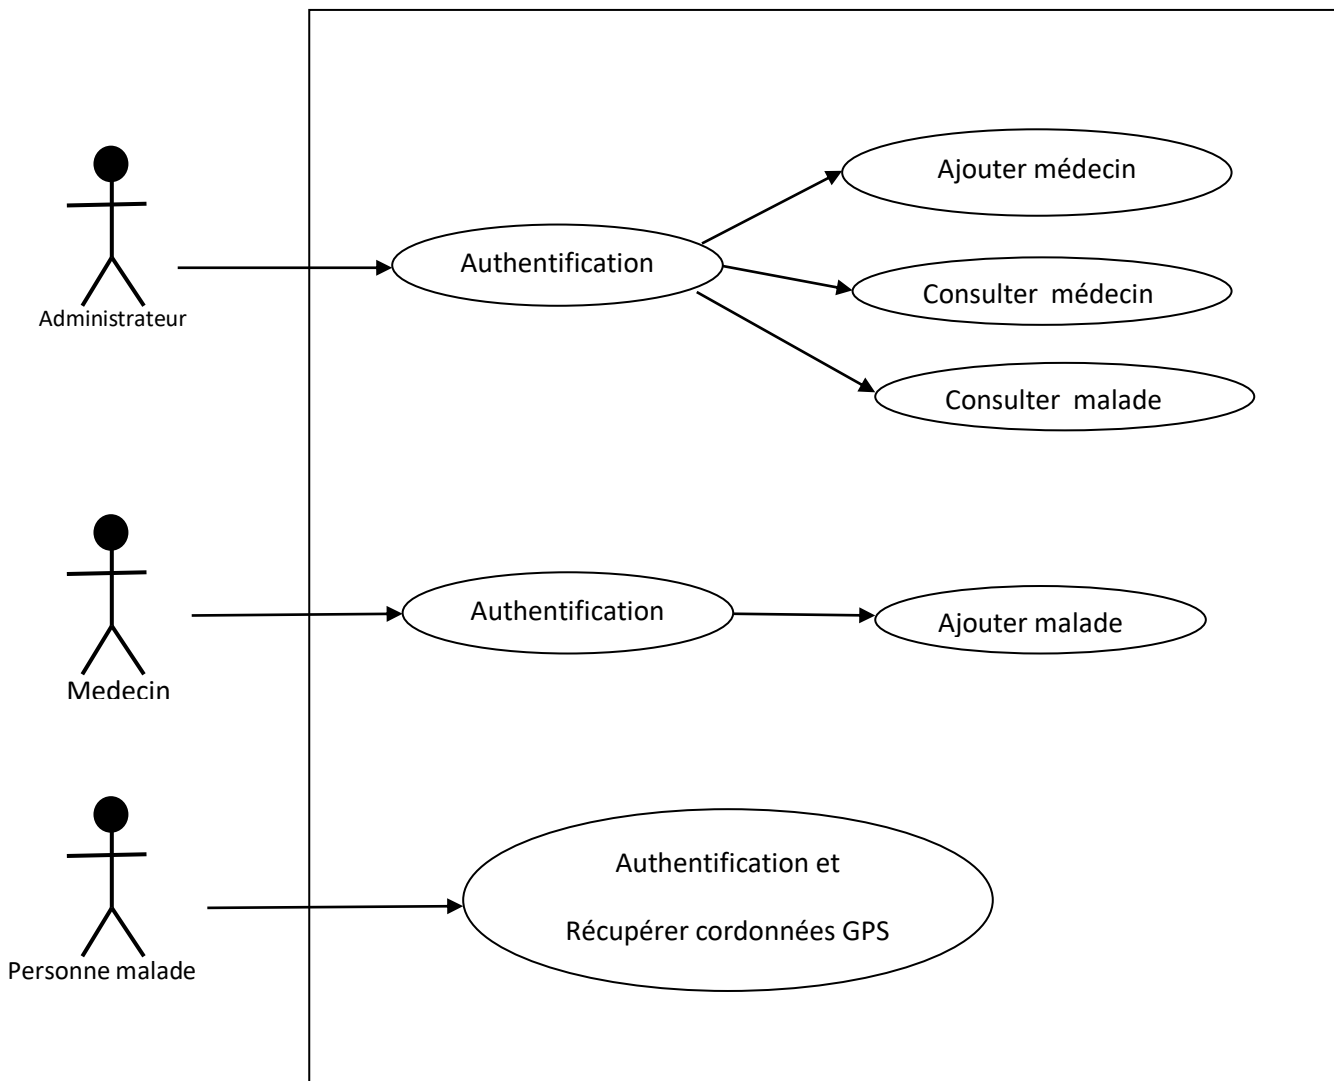 Ajouter médecin
Authentification
Consulter médecin
Administrateur
Consulter malade
Authentification
Ajouter malade
Medecin
Authentification et
Récupérer cordonnées GPS
Personne malade